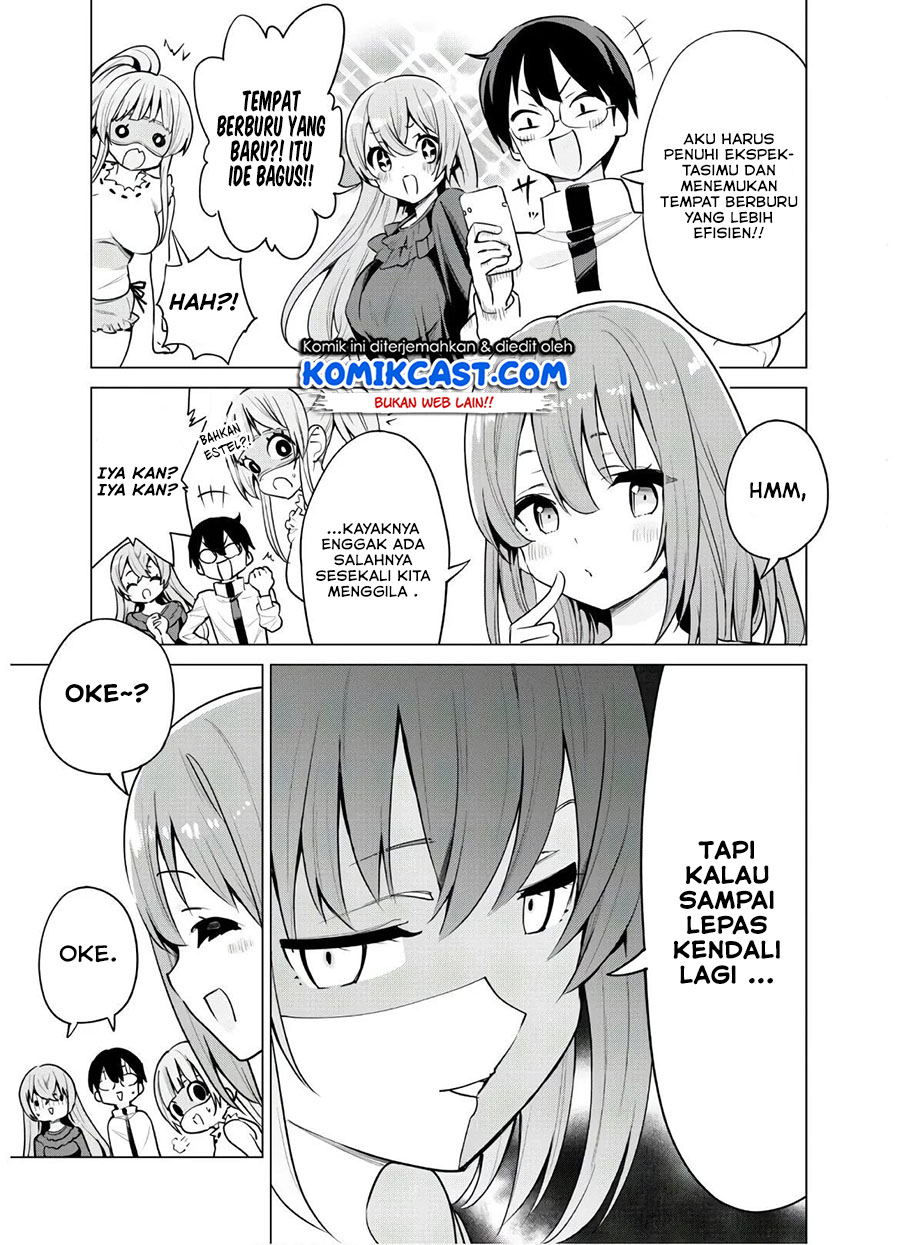 AKU HARUS
PENUHI EKSPEK-
TASIMU DAN
MENEMUKAN
TEMPAT BERBURU
YANG LEBIH
EFISIEN!!
TEMPAT
BERBURU YANG
BARU?! ITU
IDE BAGUS!!
HAH?!
Komik ini diterjemahkan & diedit oleh
KOMIKCAST.COM
BUKAN WEB LAIN!!
HMM,
...KAYAKNYA
ENGGAK ADA
SALAHNYA
SESEKALI KITA
MENGGILA .
BAHKAN
ESTEL?!
IYA KAN?
IYA KAN?
TAPI
KALAU
SAMPAI
LEPAS
KENDALI
LAGI ...
OKE~?
OKE.